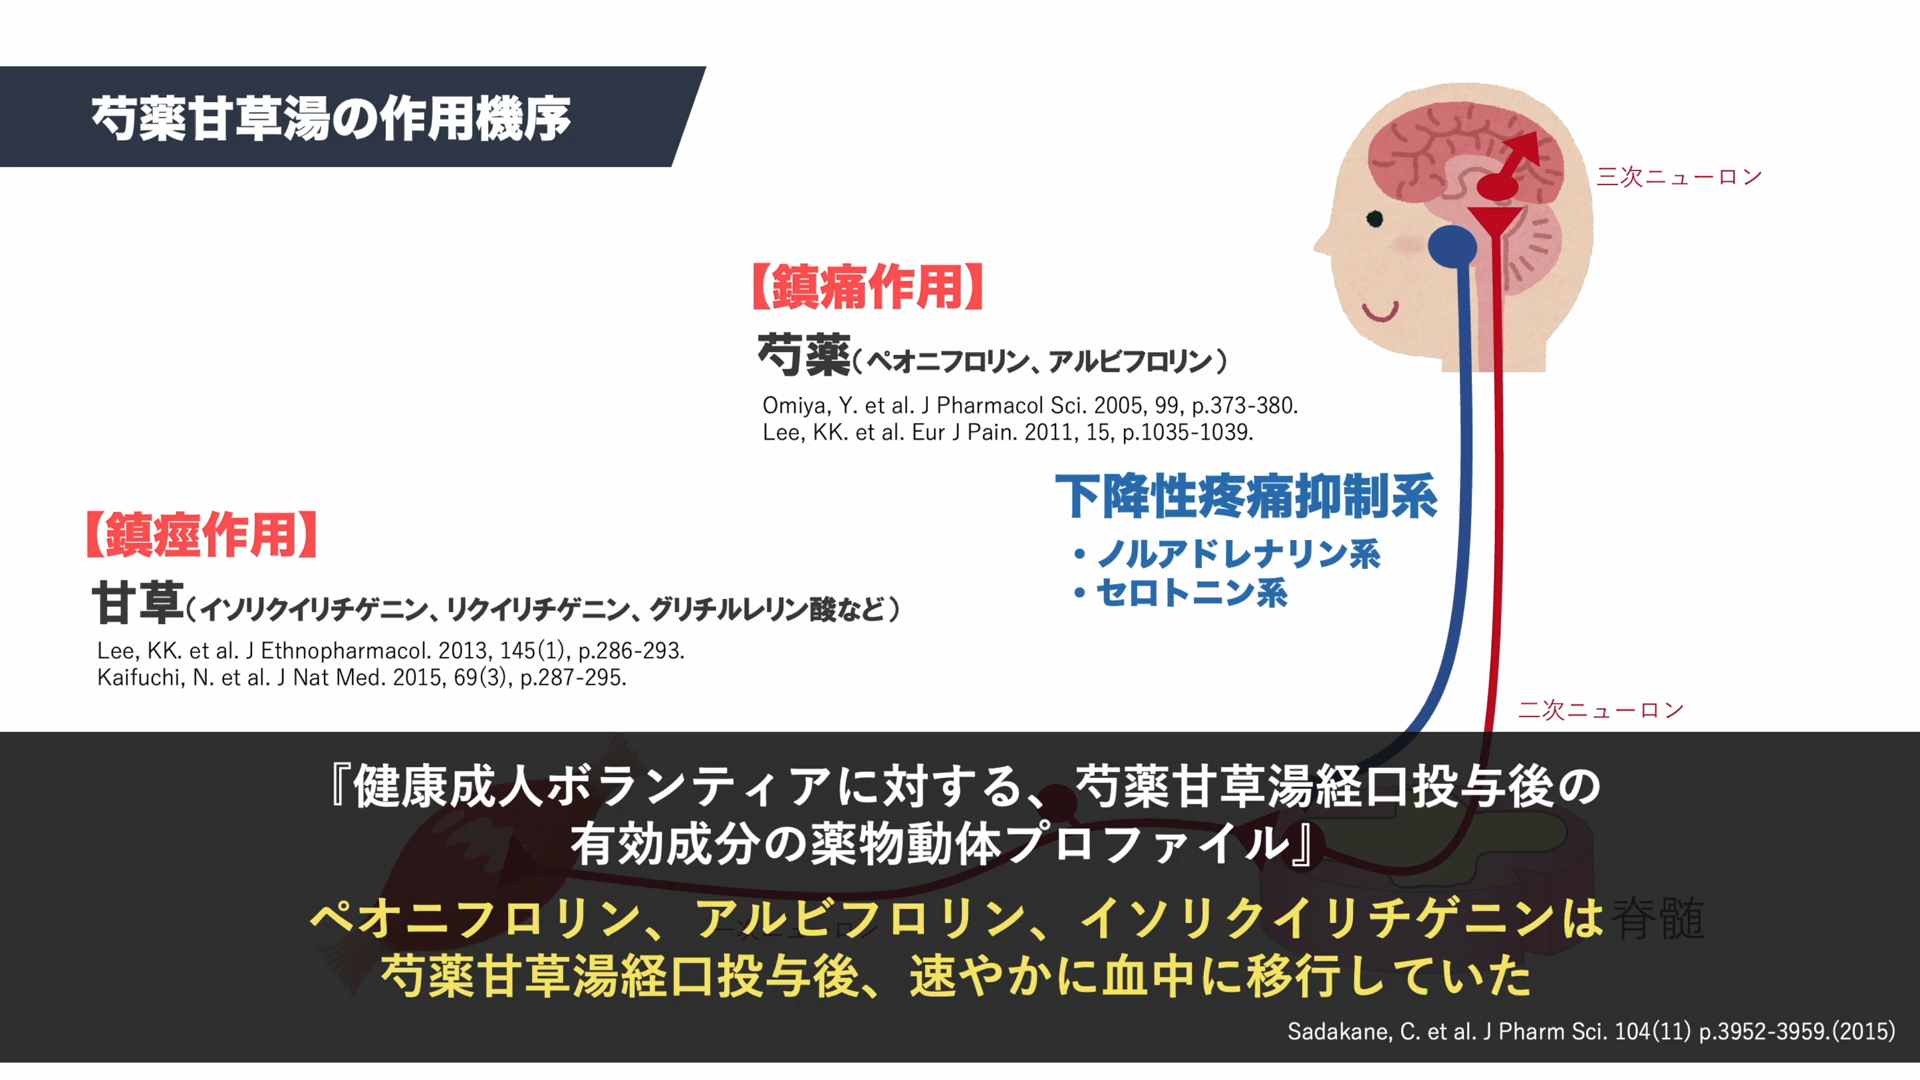 芍薬甘草湯の作用機序
三次ニューロン
【鎮痛作用】
芍薬(ペオニフロリン、アルビフロリン)
Omiya, Y. et al. J Pharmacol Sci. 2005, 99, p.373-380.
Lee, KK. et al. Eur J Pain. 2011, 15, p.1035-1039.
下降性疼痛抑制系
・ノルアドレナリン系
・セロトニン系
【鎮痙作用】
甘草(イソリクイリチゲニン、リクイリチゲニン、グリチルレリン酸など)
Lee, KK. et al. J Ethnopharmacol. 2013, 145(1), p.286-293.
Kaifuchi, N. et al. J Nat Med. 2015, 69(3), p.287-295.
二次ニューロン
『健康成人ボランティアに対する、芍薬甘草湯経口投与後の
有効成分の薬物動体プロファイル』
ペオニフロリン、アルビフロリン、イソリクイリチゲニンは
芍薬甘草湯経口投与後、速やかに血中に移行していた
一次ニューロン
脊髄
Sadakane, C. et al. J Pharm Sci. 104(11) p.3952-3959.(2015)